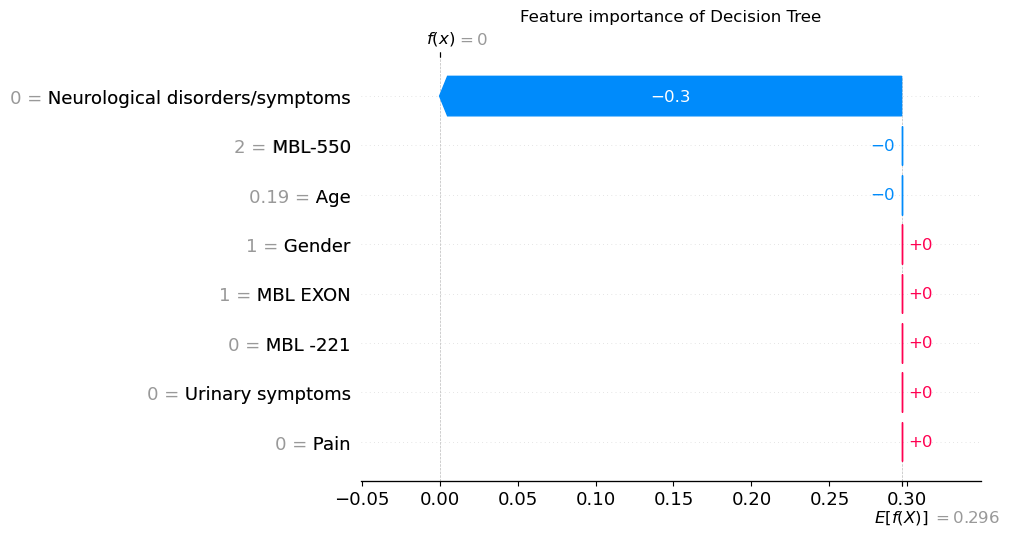 Feature importance of Decision Tree
f(x) = 0
0 = Neurological disorders/symptoms
−0.3
2 = MBL-550
−0
0.19 = Age
−0
1 = Gender
+0
1 = MBL EXON
+0
0 = MBL -221
+0
0 = Urinary symptoms
+0
0 = Pain
+0
−0.05 0.00 0.05 0.10 0.15 0.20 0.25 0.30
E[f(X)] = 0.296